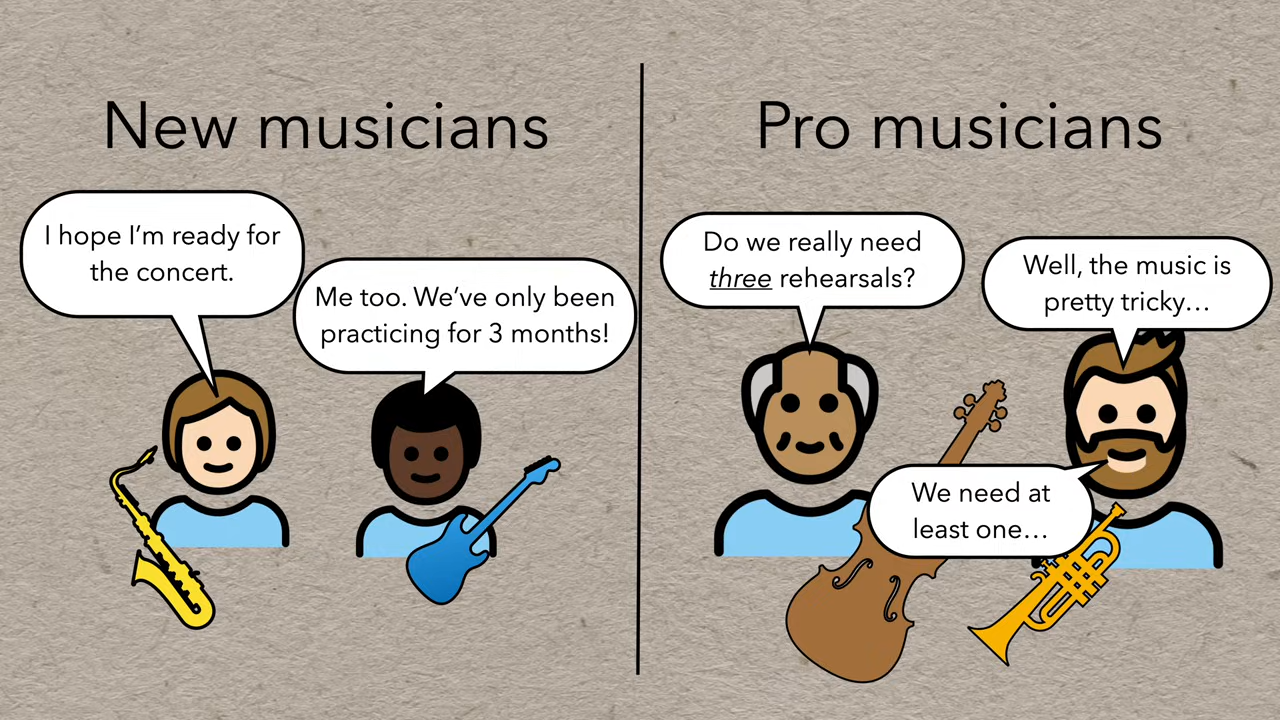 New musicians
I hope I'm ready for
the concert.
Me too. We've only been
practicing for 3 months!
Pro musicians
Do we really need
three rehearsals?
Well, the music is
pretty tricky…
We need at
least one…